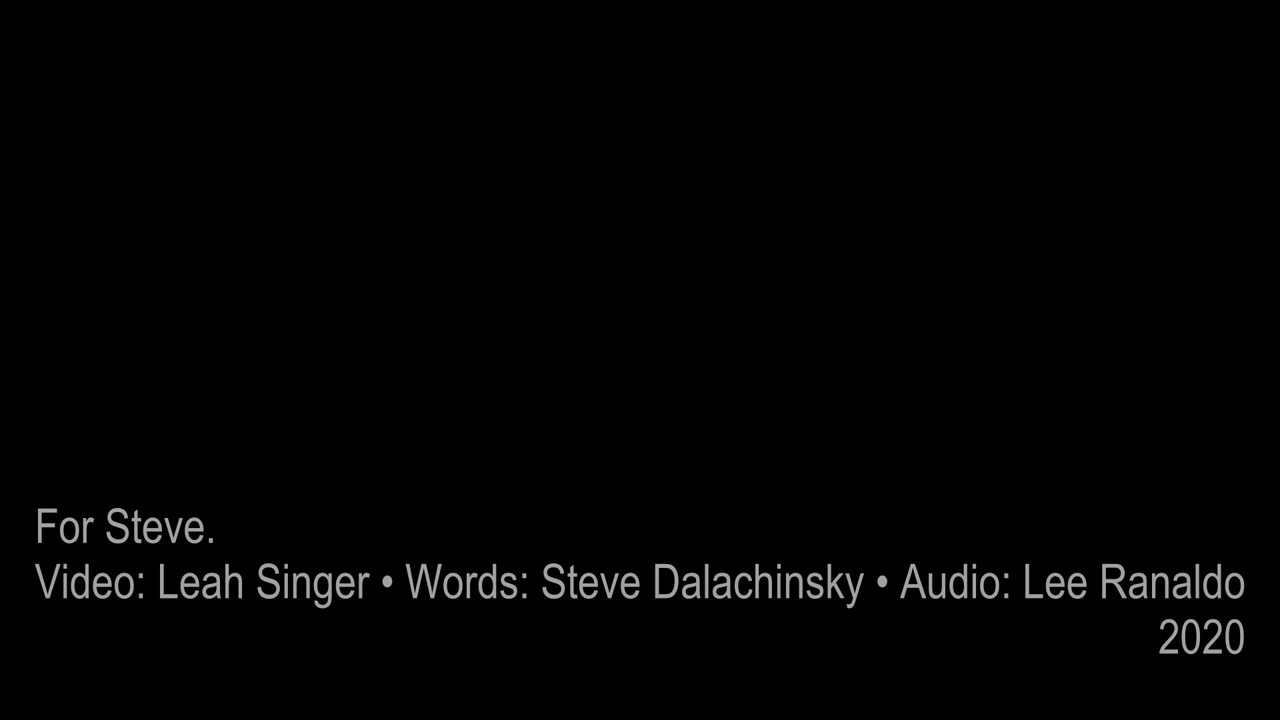 For Steve.
Video: Leah Singer • Words: Steve Dalachinsky • Audio: Lee Ranaldo
2020